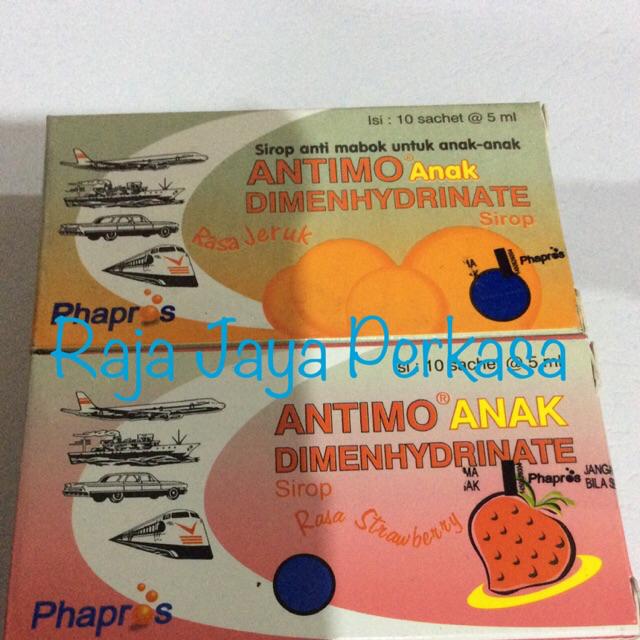 Isi : 10 sachet @ 5 ml
Sirop anti mabok untuk anak-anak
ANTIMO® Anak
DIMENHYDRINATE
Sirop
Rasa Jeruk
Phapros
Phapros
Raja Jaya Perkasa
Isi : 10 sachet @ 5 ml
ANTIMO® ANAK
DIMENHYDRINATE
Sirop
Rasa Strawberry
Phapros
Phapros